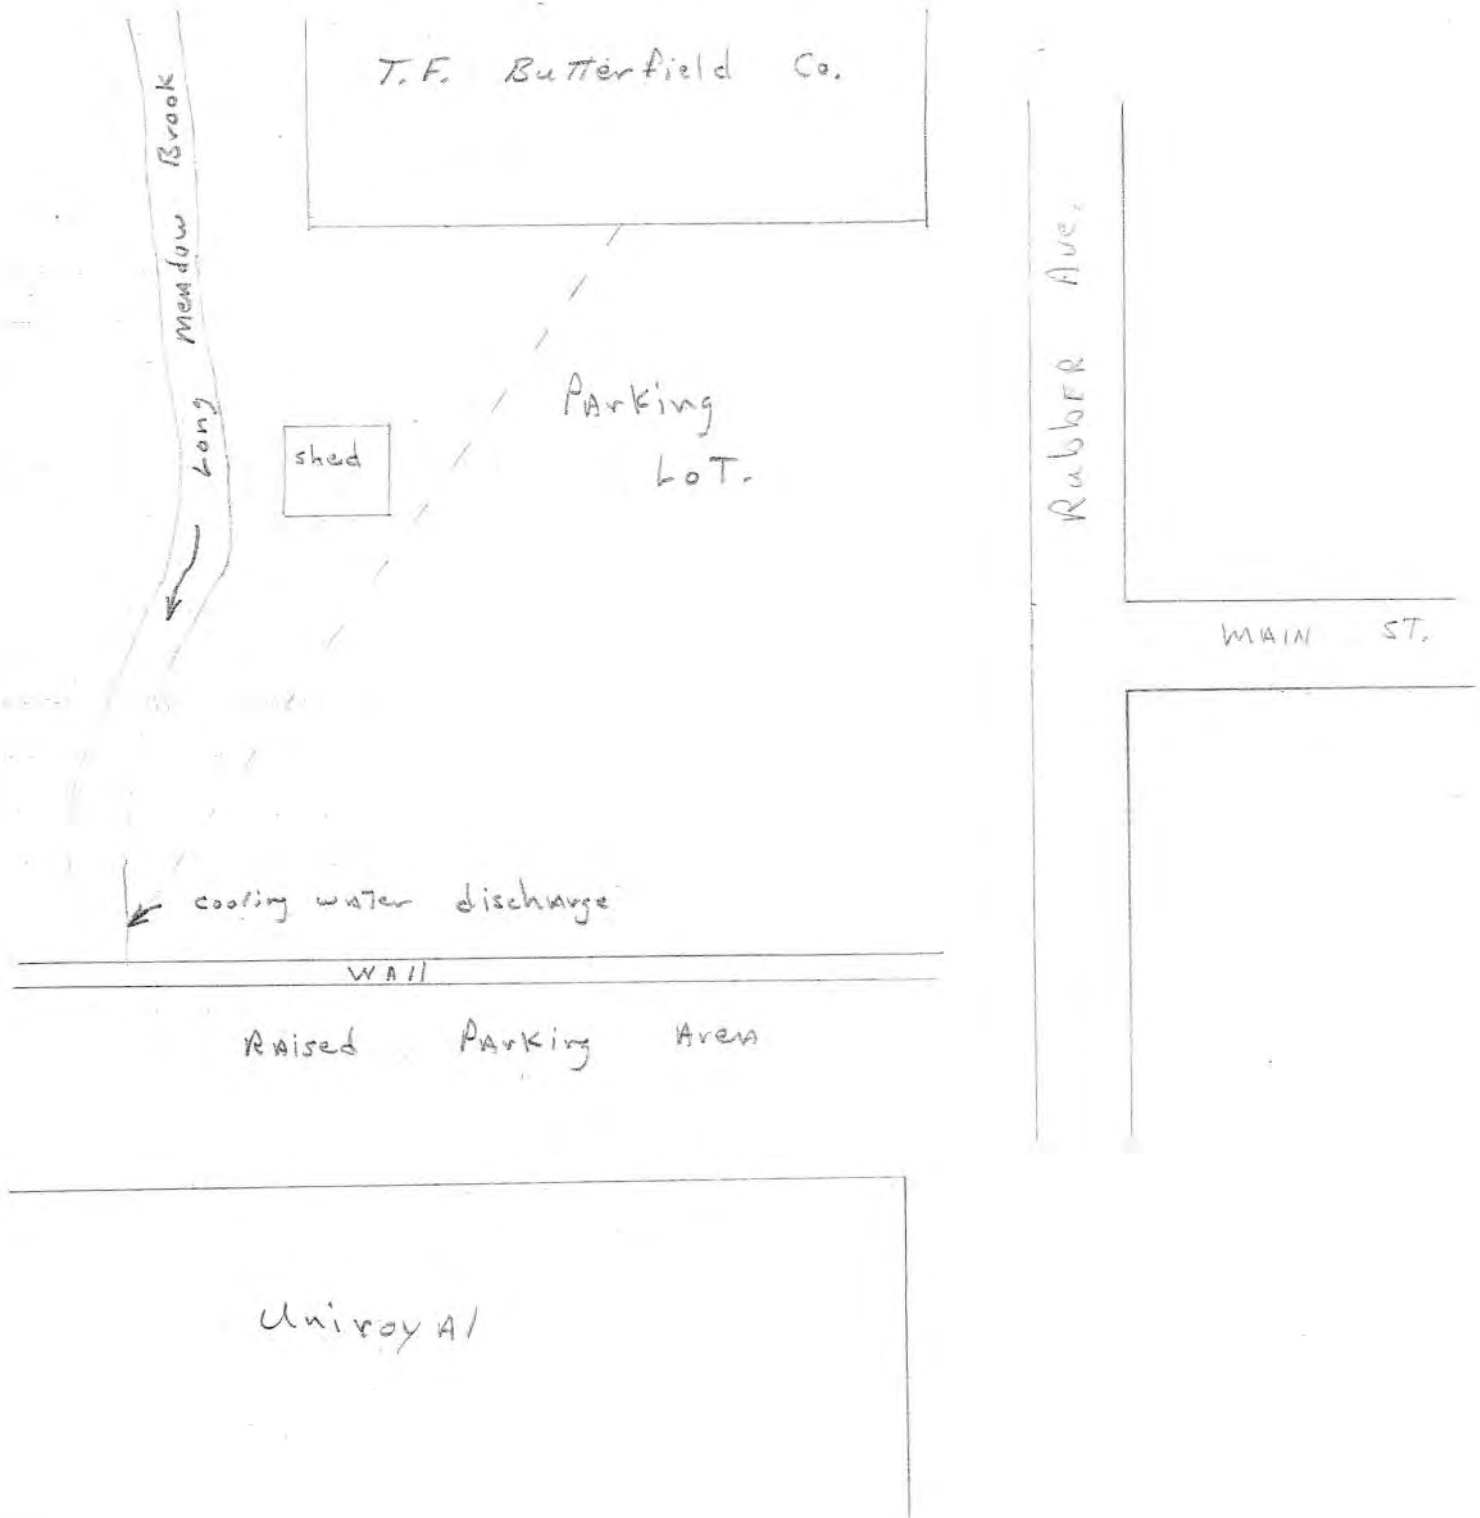 T.F. Butterfield Co.
Long Meadow Brook
Rubber Ave.
Parking
Lot.
shed
MAIN ST.
cooling water discharge
WAll
Raised Parking Area
Uniroyal